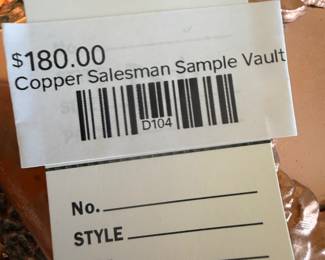 $180.00
Copper Salesman Sample Vault
D104
No.
STYLE